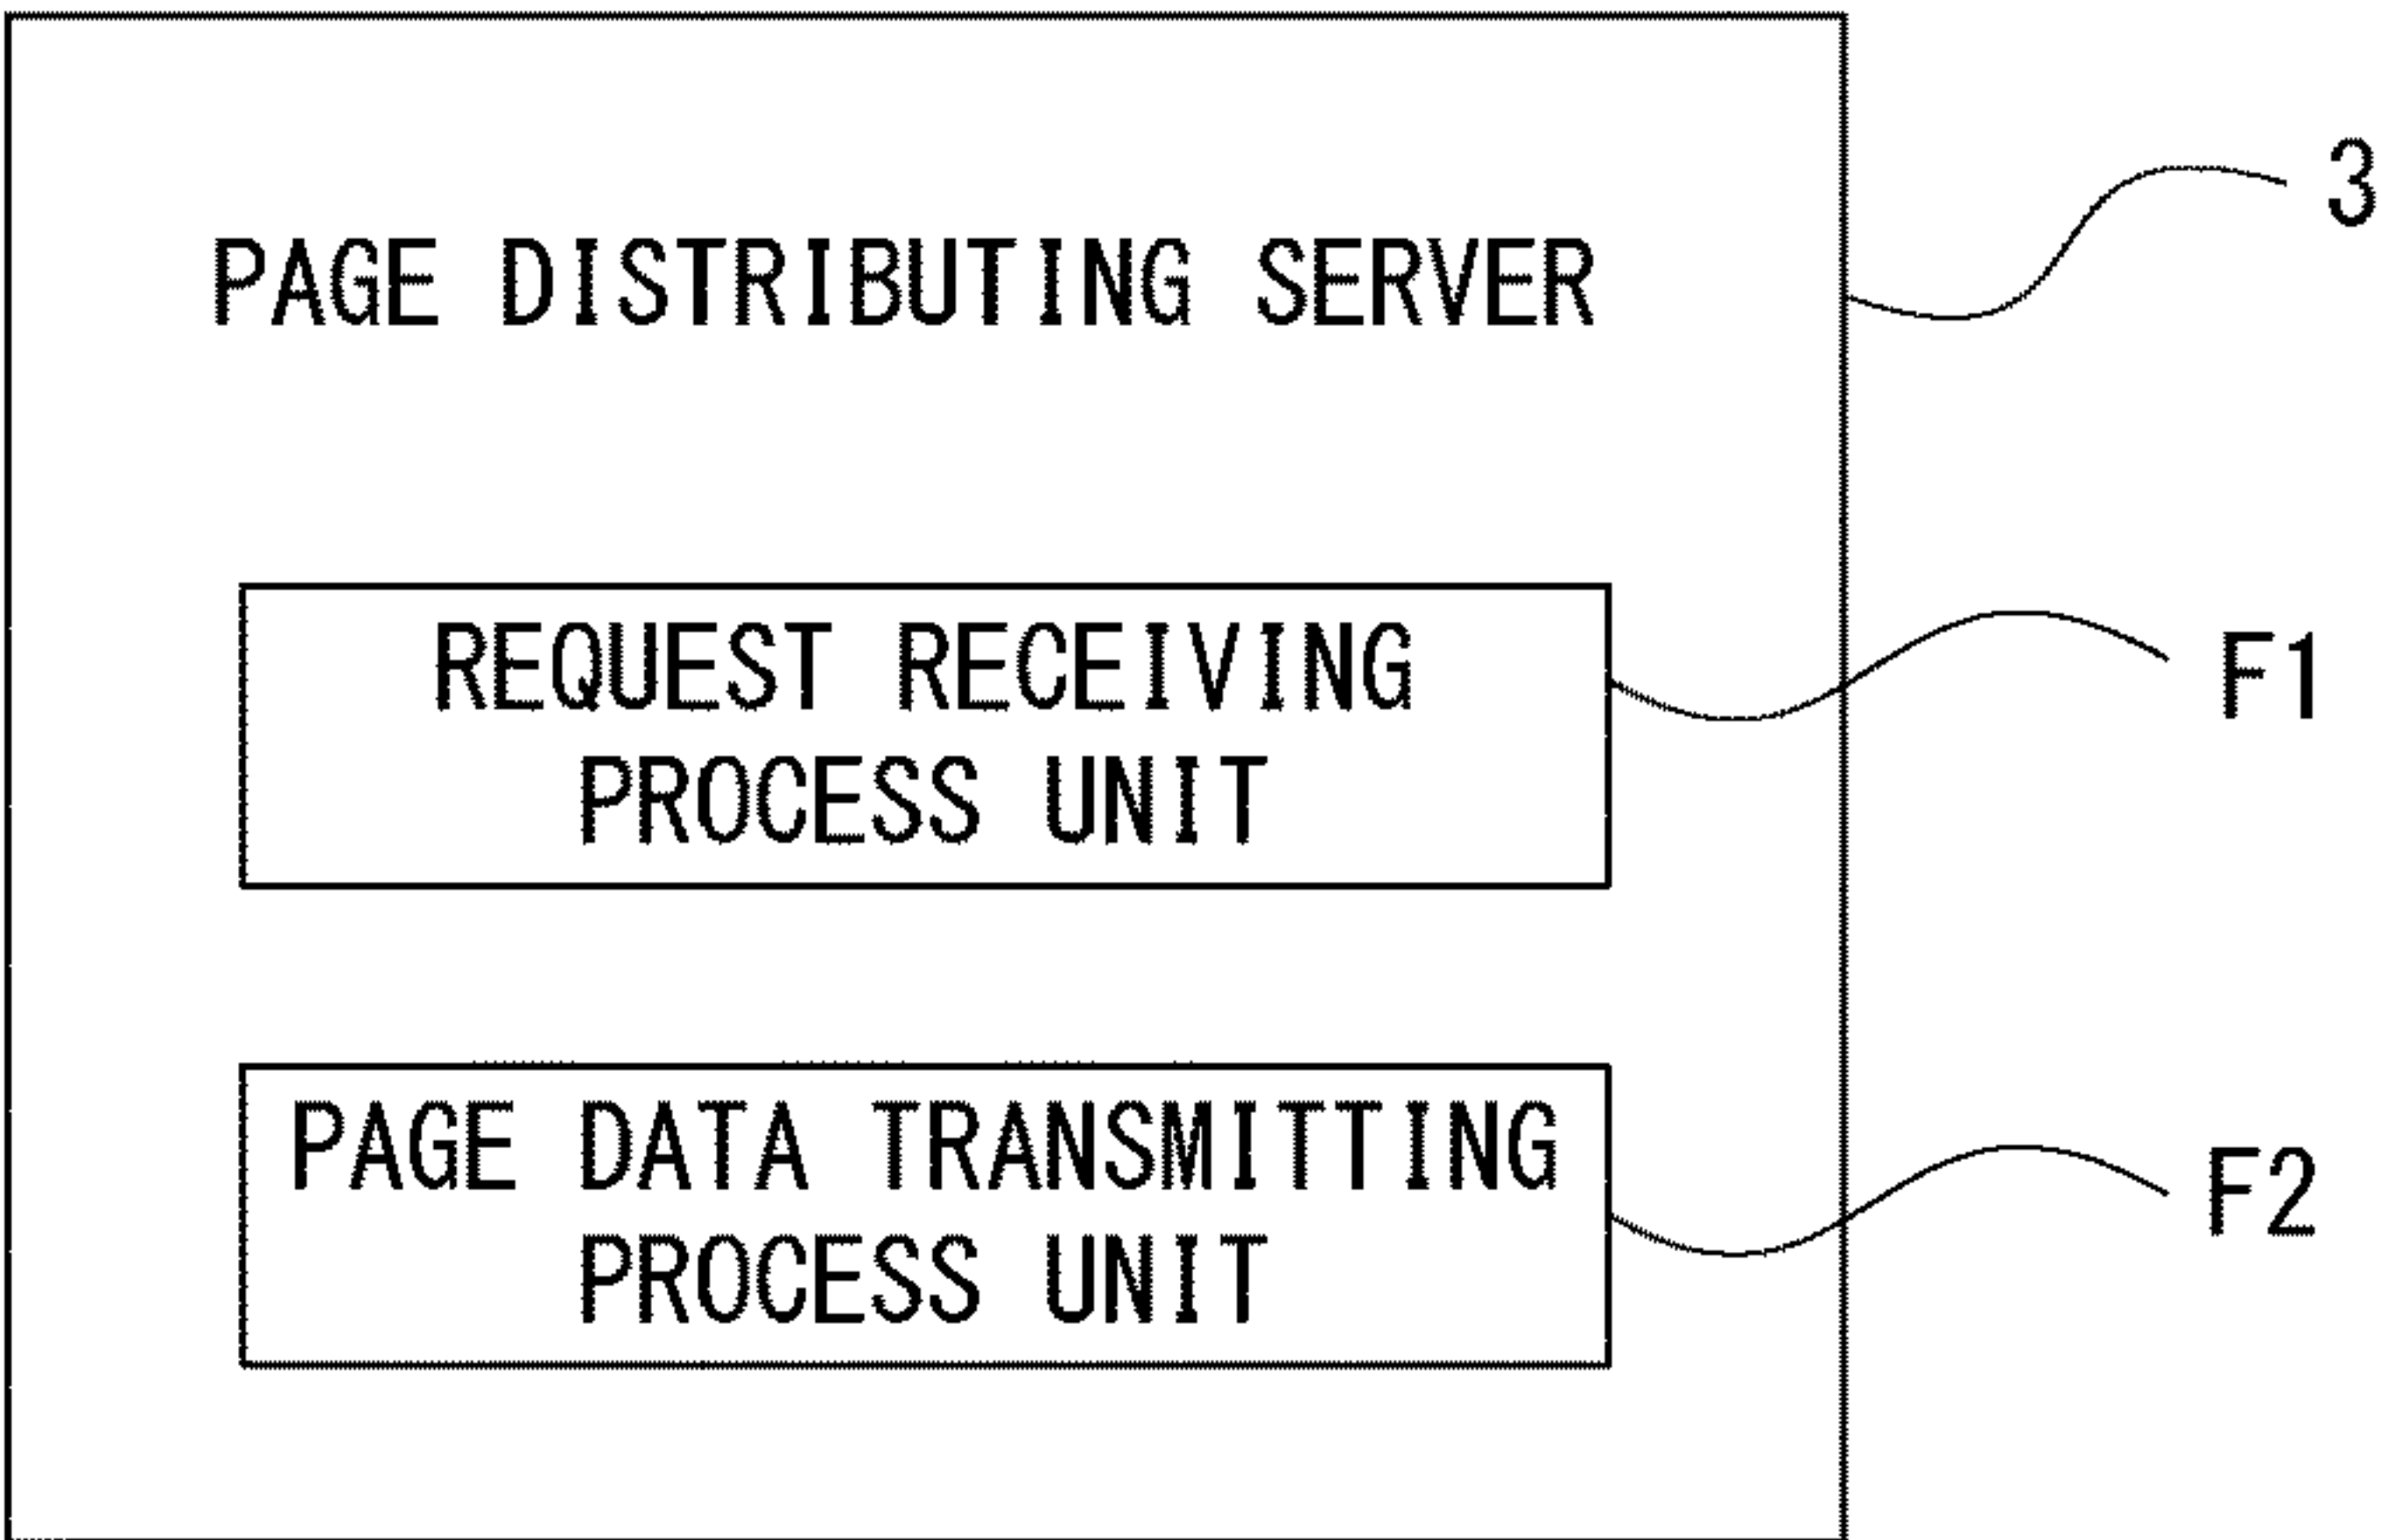 PAGE DISTRIBUTING SERVER
3
REQUEST RECEIVING
PROCESS UNIT
F1
PAGE DATA TRANSMITTING
PROCESS UNIT
F2